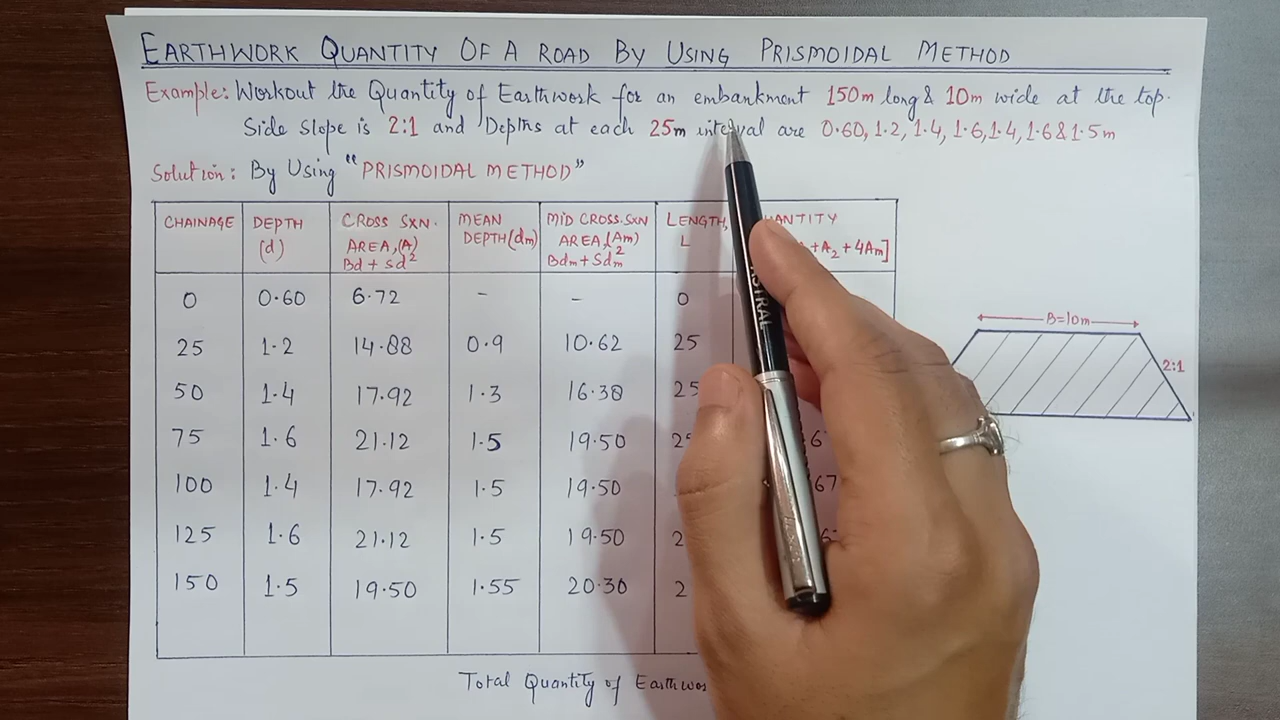 EARTHWORK QUANTITY OF A ROAD BY USING PRISMOIDAL METHOD
Example: Workout the Quantity of Earthwork for an embankment 150m long & 10m wide at the top.
Side slope is 2:1 and Depths at each 25m interval are 0.60, 1.2, 1.4, 1.6, 1.4, 1.6 & 1.5m
Solution: By Using "PRISMOIDAL METHOD"
CHAINAGE DEPTH (d) CROSS SXN. AREA, (A) Bd + Sd² MEAN DEPTH (dm) MID CROSS.SXN AREA, (Am) Bdm + Sdm² LENGTH, L + A₂ + 4Am]
0 0.60 6.72 - - 0
25 1.2 14.88 0.9 10.62 25
50 1.4 17.92 1.3 16.38 25
75 1.6 21.12 1.5 19.50
100 1.4 17.92 1.5 19.50
125 1.6 21.12 1.5 19.50
150 1.5 19.50 1.55 20.30
Total Quantity of
B=10m
2:1
ASTRAL